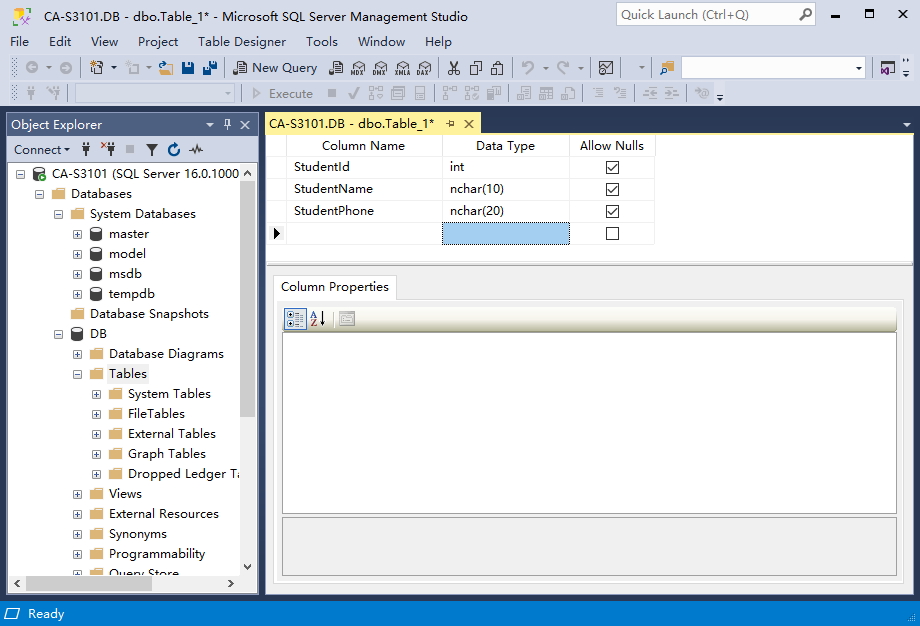 CA-S3101.DB - dbo.Table_1* - Microsoft SQL Server Management Studio
Quick Launch (Ctrl+Q)
File Edit View Project Table Designer Tools Window Help
New Query MDX DMX XMLA DAX
Execute
Object Explorer
Connect
CA-S3101 (SQL Server 16.0.1000
Databases
System Databases
master
model
msdb
tempdb
Database Snapshots
DB
Database Diagrams
Tables
System Tables
FileTables
External Tables
Graph Tables
Dropped Ledger Ta
Views
External Resources
Synonyms
Programmability
Query Store
CA-S3101.DB - dbo.Table_1*
Column Name Data Type Allow Nulls
StudentId int
StudentName nchar(10)
StudentPhone nchar(20)
Column Properties
Ready